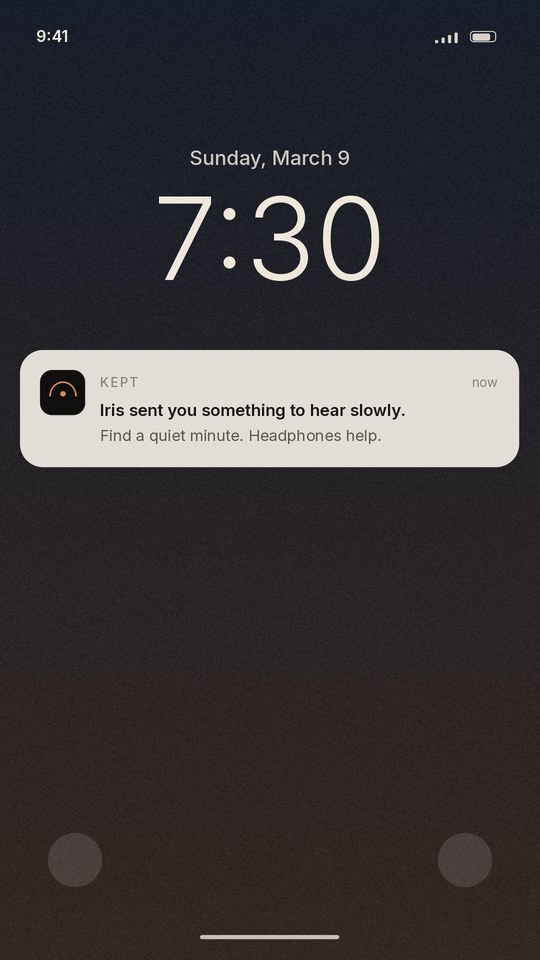 9:41
Sunday, March 9
7:30
KEPT
now
Iris sent you something to hear slowly.
Find a quiet minute. Headphones help.